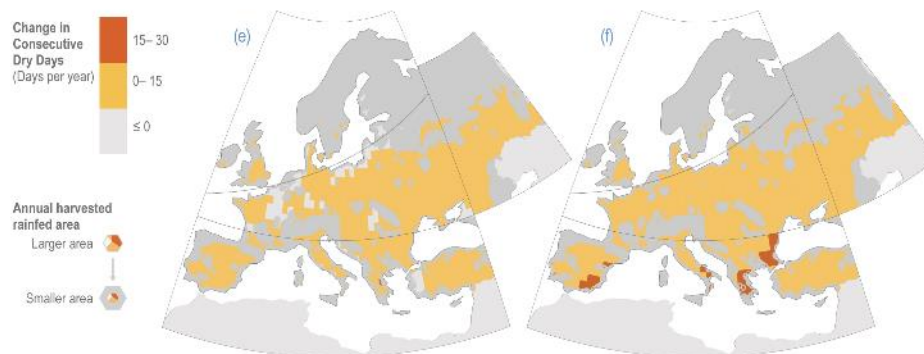 Change in
Consecutive
Dry Days
(Days per year)
15– 30
0– 15
≤ 0
Annual harvested
rainfed area
Larger area
Smaller area
(e)
(f)